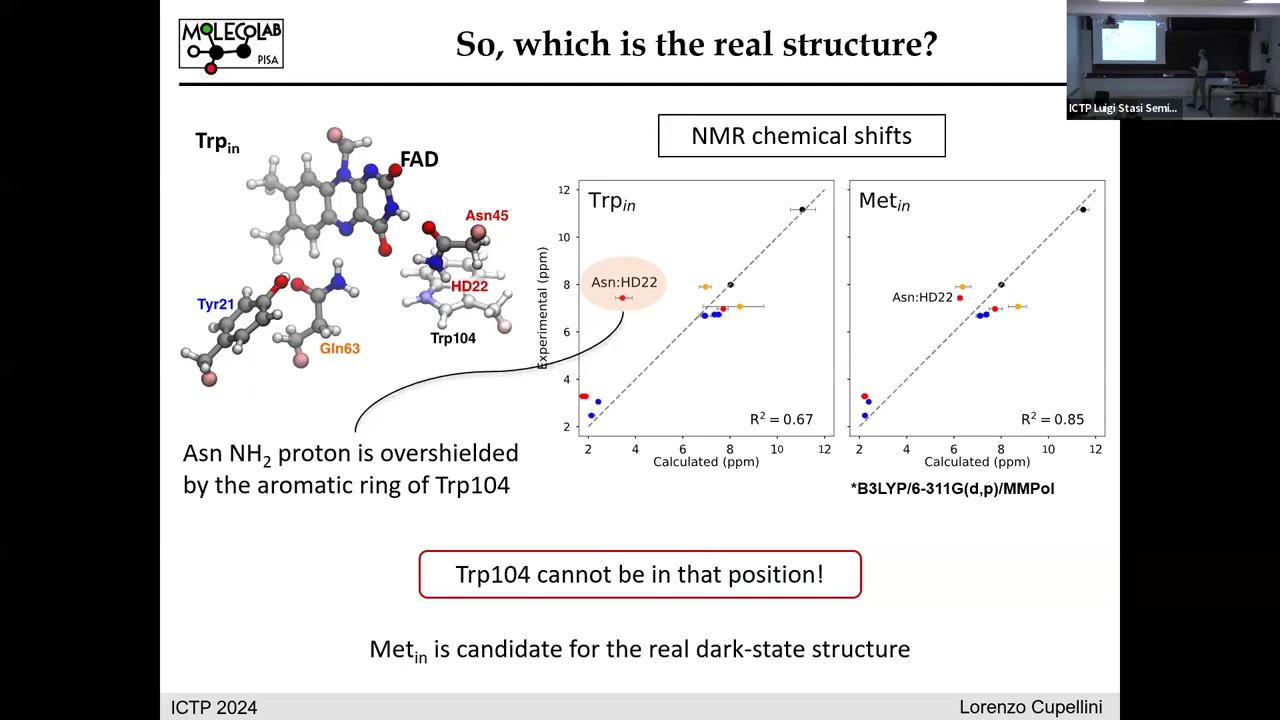 MOLECOLAB
PISA
So, which is the real structure?
ICTP Luigi Stasi Semi...
Trp_in
FAD
Asn45
HD22
Tyr21
Gln63
Trp104
NMR chemical shifts
Trp_in
Asn:HD22
R² = 0.67
Experimental (ppm)
12
10
8
6
4
2
2 4 6 8 10 12
Calculated (ppm)
Met_in
Asn:HD22
R² = 0.85
2 4 6 8 10 12
Calculated (ppm)
*B3LYP/6-311G(d,p)/MMPol
Asn NH₂ proton is overshielded
by the aromatic ring of Trp104
Trp104 cannot be in that position!
Met_in is candidate for the real dark-state structure
ICTP 2024
Lorenzo Cupellini